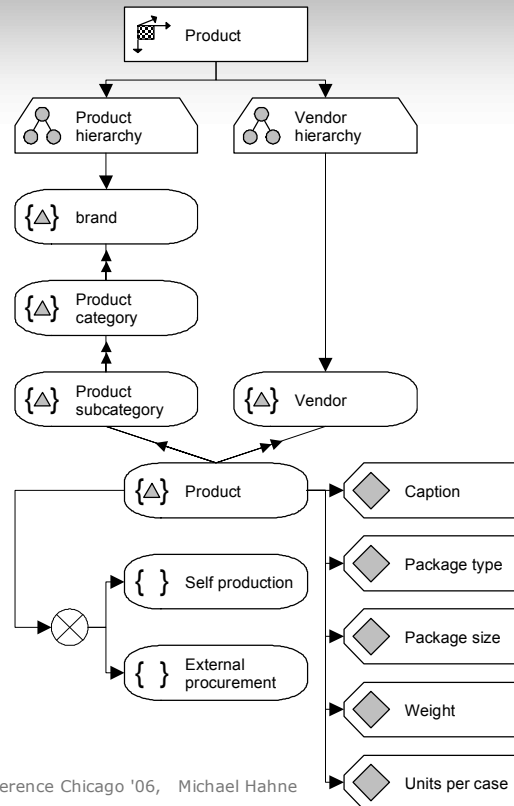 Product
Product
hierarchy
Vendor
hierarchy
brand
Product
category
Product
subcategory
Vendor
Product
Caption
Self production
Package type
External
procurement
Package size
Weight
Units per case
erence Chicago '06, Michael Hahne